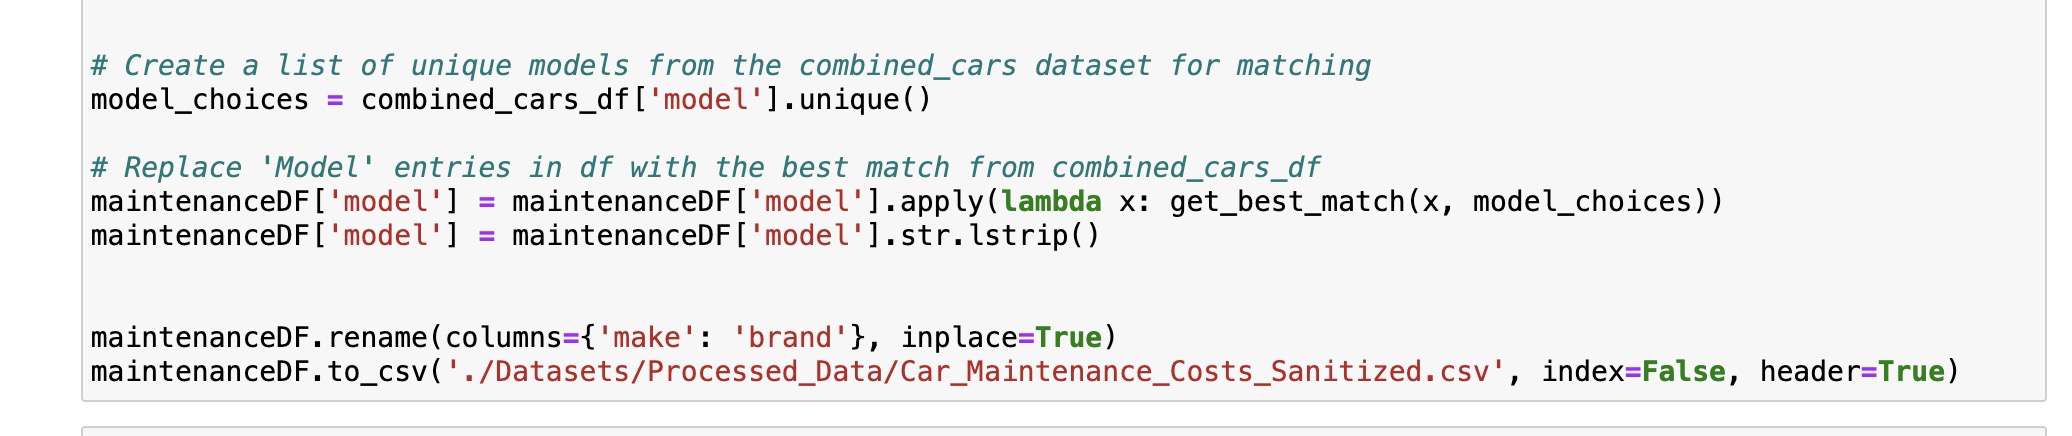 # Create a list of unique models from the combined_cars dataset for matching
model_choices = combined_cars_df['model'].unique()
# Replace 'Model' entries in df with the best match from combined_cars_df
maintenanceDF['model'] = maintenanceDF['model'].apply(lambda x: get_best_match(x, model_choices))
maintenanceDF['model'] = maintenanceDF['model'].str.lstrip()
maintenanceDF.rename(columns={'make': 'brand'}, inplace=True)
maintenanceDF.to_csv('./Datasets/Processed_Data/Car_Maintenance_Costs_Sanitized.csv', index=False, header=True)